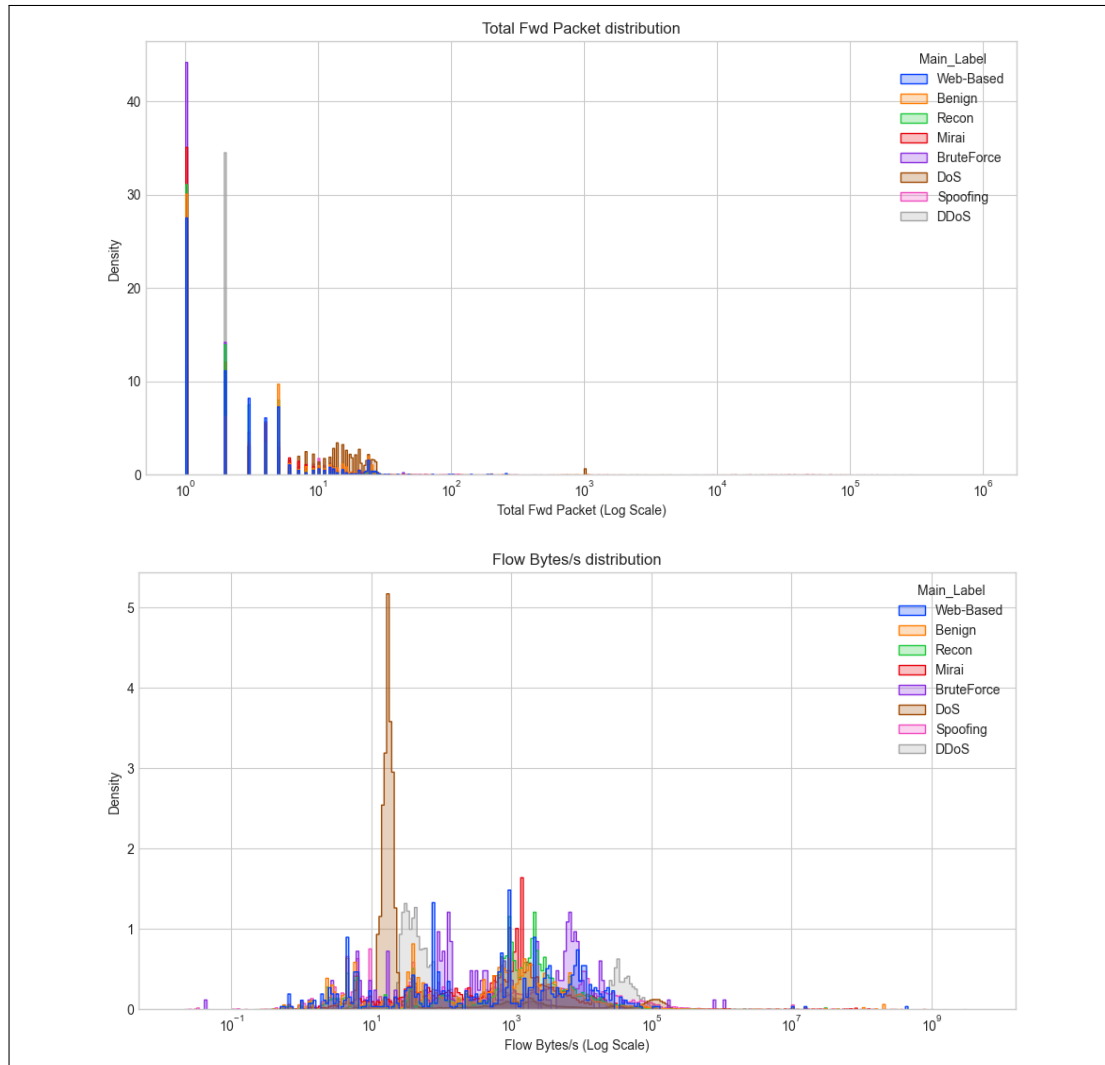 Total Fwd Packet distribution
Main_Label
Web-Based
Benign
Recon
Mirai
BruteForce
DoS
Spoofing
DDoS
Density
40
30
20
10
0
10⁰
10¹
10²
10³
10⁴
10⁵
10⁶
Total Fwd Packet (Log Scale)
Flow Bytes/s distribution
Main_Label
Web-Based
Benign
Recon
Mirai
BruteForce
DoS
Spoofing
DDoS
Density
5
4
3
2
1
0
10⁻¹
10¹
10³
10⁵
10⁷
10⁹
Flow Bytes/s (Log Scale)